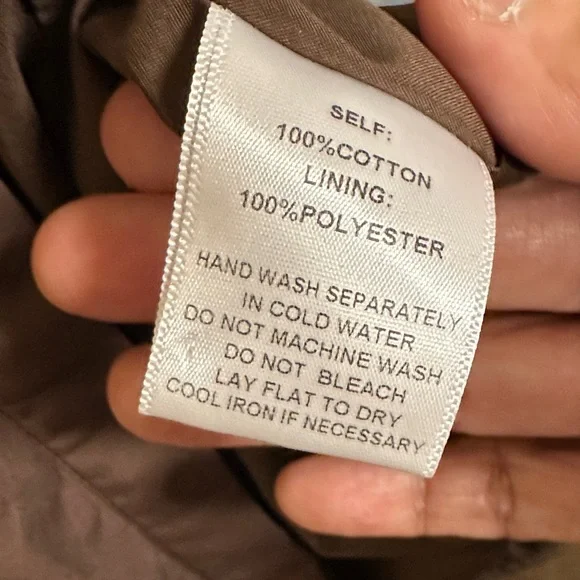 SELF:
100%COTTON
LINING:
100%POLYESTER
HAND WASH SEPARATELY
IN COLD WATER
DO NOT MACHINE WASH
DO NOT BLEACH
LAY FLAT TO DRY
COOL IRON IF NECESSARY